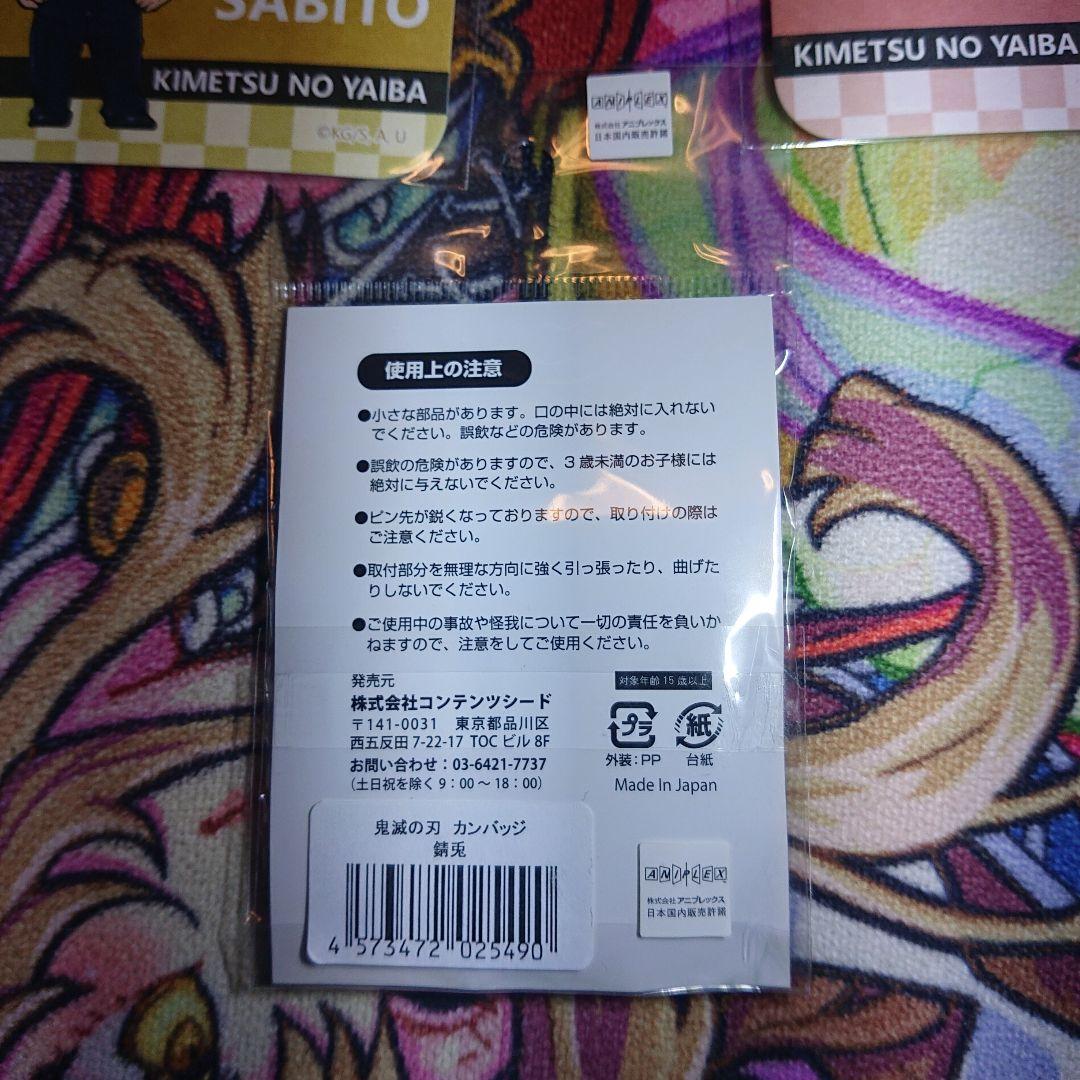 SABITO
KIMETSU NO YAIBA
©KG/S, A, U
KIMETSU NO YAIBA
ANIPLEX
株式会社 アニプレックス
日本国内販売許諾
使用上の注意
●小さな部品があります。口の中には絶対に入れない
でください。誤飲などの危険があります。
●誤飲の危険がありますので、3歳未満のお子様には
絶対に与えないでください。
●ピン先が鋭くなっておりますので、取り付けの際は
ご注意ください。
●取付部分を無理な方向に強く引っ張ったり、曲げた
りしないでください。
●ご使用中の事故や怪我について一切の責任を負いか
ねますので、注意をしてご使用ください。
発売元
株式会社コンテンツシード
〒141-0031 東京都品川区
西五反田 7-22-17 TOC ビル 8F
お問い合わせ：03-6421-7737
（土日祝を除く 9：00 〜 18：00）
対象年齢 15 歳以上
プラ
紙
外装：PP
台紙
Made In Japan
鬼滅の刃 カンバッジ
錆兎
4 573472 025490
ANIPLEX
株式会社 アニプレックス
日本国内販売許諾